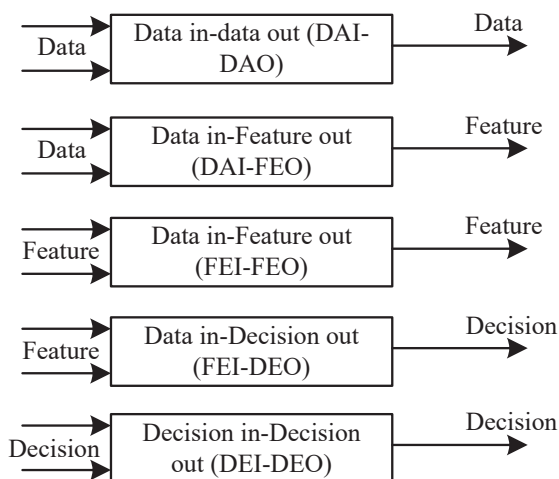 Data
Data in-data out (DAI-
DAO)
Data
Data
Data in-Feature out
(DAI-FEO)
Feature
Feature
Data in-Feature out
(FEI-FEO)
Feature
Feature
Data in-Decision out
(FEI-DEO)
Decision
Decision
Decision in-Decision
out (DEI-DEO)
Decision